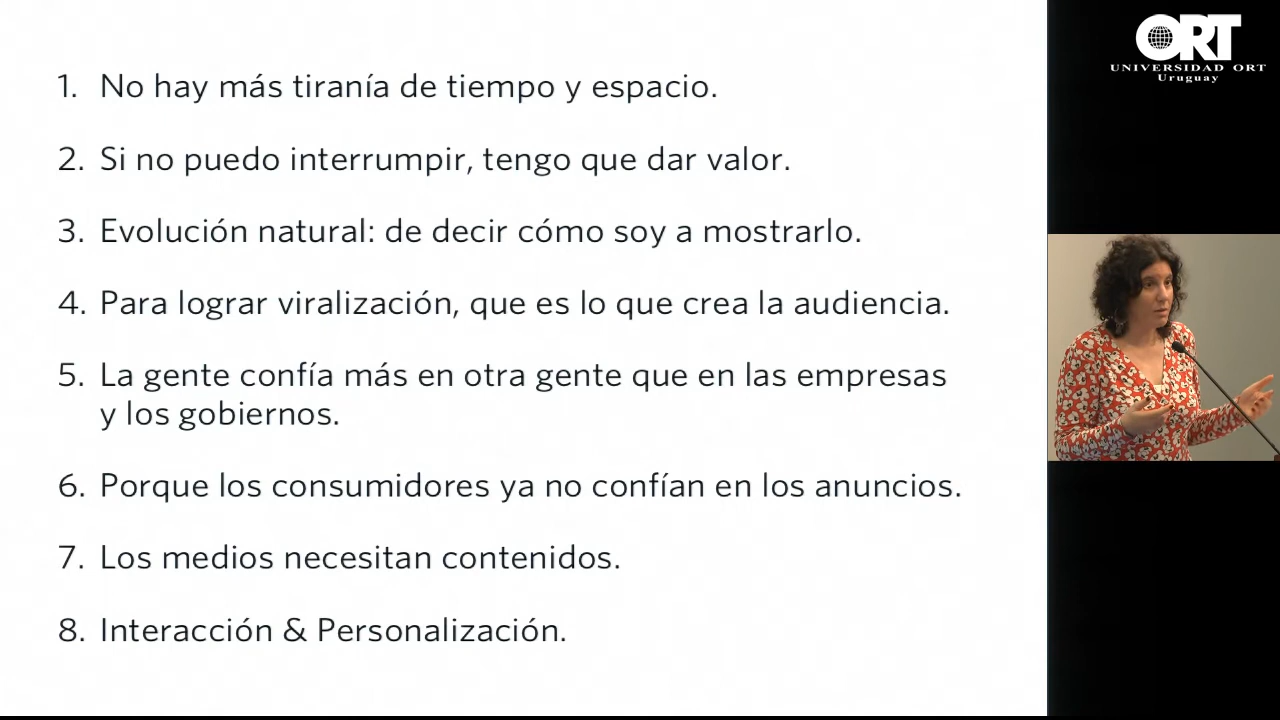 1. No hay más tiranía de tiempo y espacio.
2. Si no puedo interrumpir, tengo que dar valor.
3. Evolución natural: de decir cómo soy a mostrarlo.
4. Para lograr viralización, que es lo que crea la audiencia.
5. La gente confía más en otra gente que en las empresas
y los gobiernos.
6. Porque los consumidores ya no confían en los anuncios.
7. Los medios necesitan contenidos.
8. Interacción & Personalización.
ORT
UNIVERSIDAD ORT
Uruguay